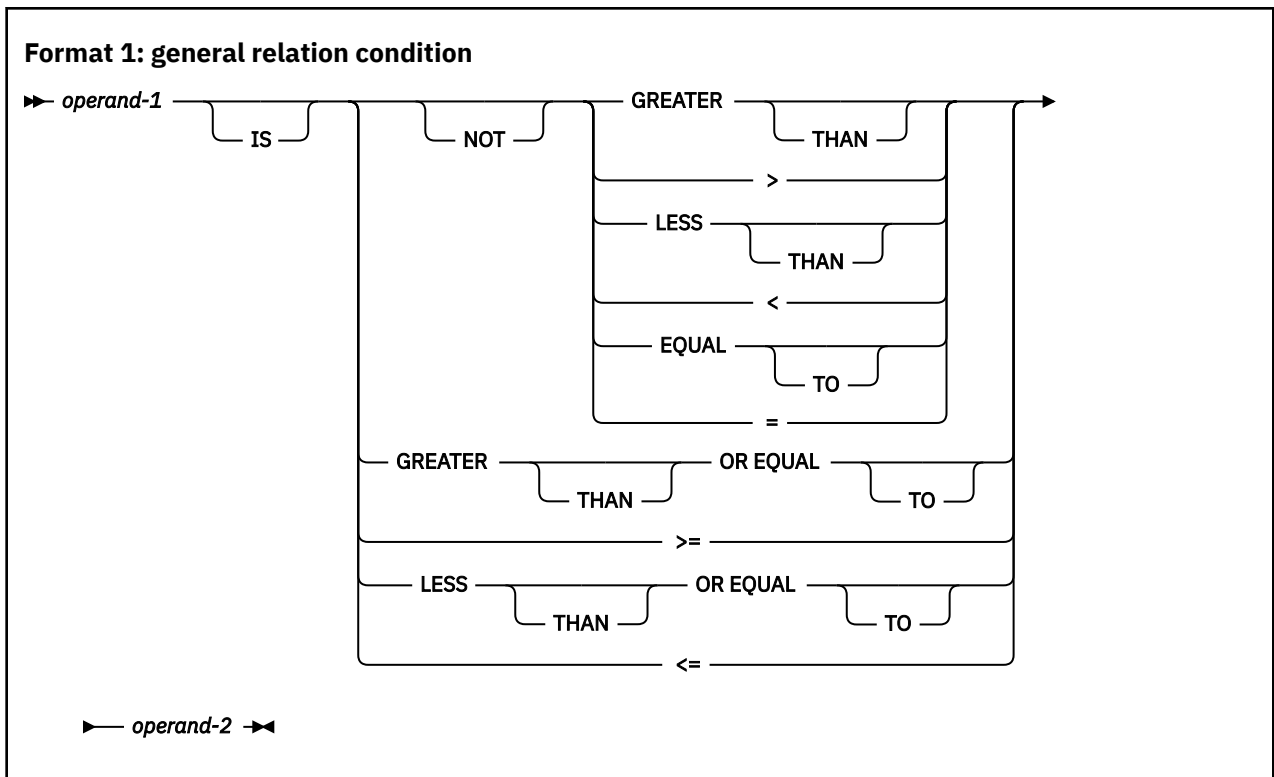 Format 1: general relation condition
operand-1 GREATER
IS NOT THAN
>
LESS
THAN
<
EQUAL
TO
=
GREATER OR EQUAL
THAN TO
>=
LESS OR EQUAL
THAN TO
<=
operand-2